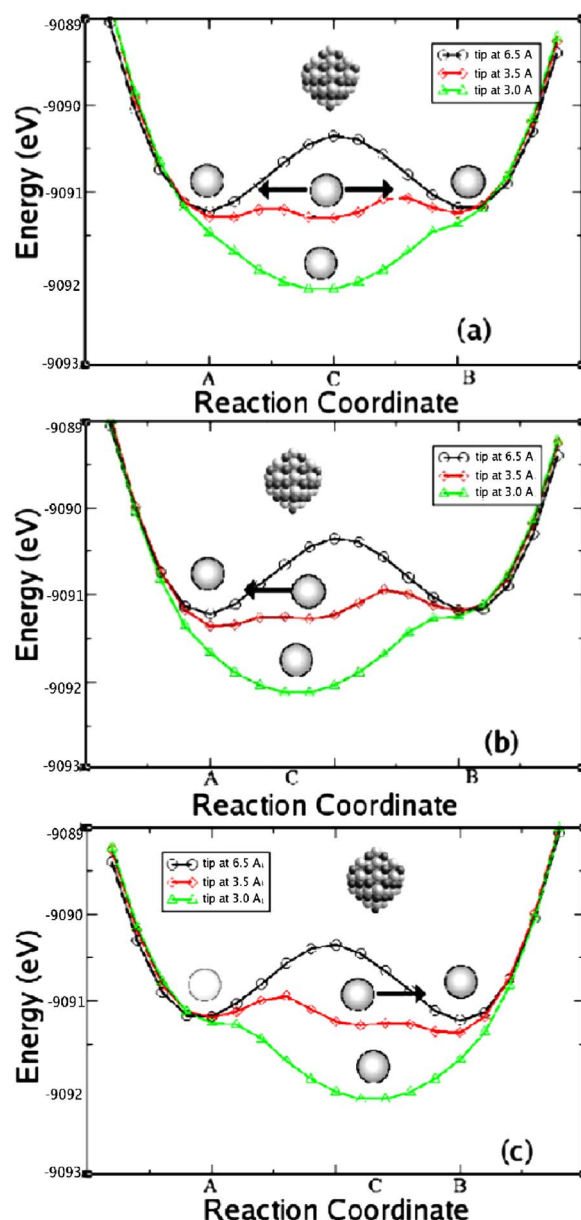 -9089
tip at 6.5 A
tip at 3.5 A
tip at 3.0 A
-9090
Energy (eV)
-9091
-9092
(a)
-9093
A C B
Reaction Coordinate
-9089
tip at 6.5 A
tip at 3.5 A
tip at 3.0 A
-9090
Energy (eV)
-9091
-9092
(b)
-9093
A C B
Reaction Coordinate
-9089
tip at 6.5 A
tip at 3.5 A
tip at 3.0 A
-9090
Energy (eV)
-9091
-9092
(c)
-9093
A C B
Reaction Coordinate